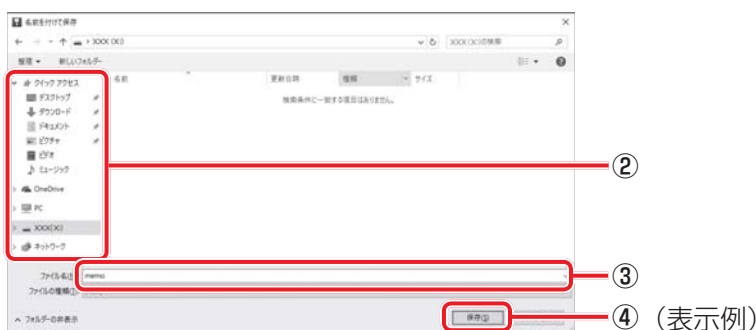 名前を付けて保存
XXX (X:)
XXX (X:)の検索
整理 新しいフォルダー
クイック アクセス
名前 更新日時 種類 サイズ
デスクトップ
検索条件に一致する項目はありません。
ダウンロード
ドキュメント
ピクチャ
ビデオ
ミュージック
②
OneDrive
PC
XXX(X:)
ネットワーク
ファイル名(N): memo
③
ファイルの種類(T):
フォルダーの非表示
保存(S)
④ (表示例)